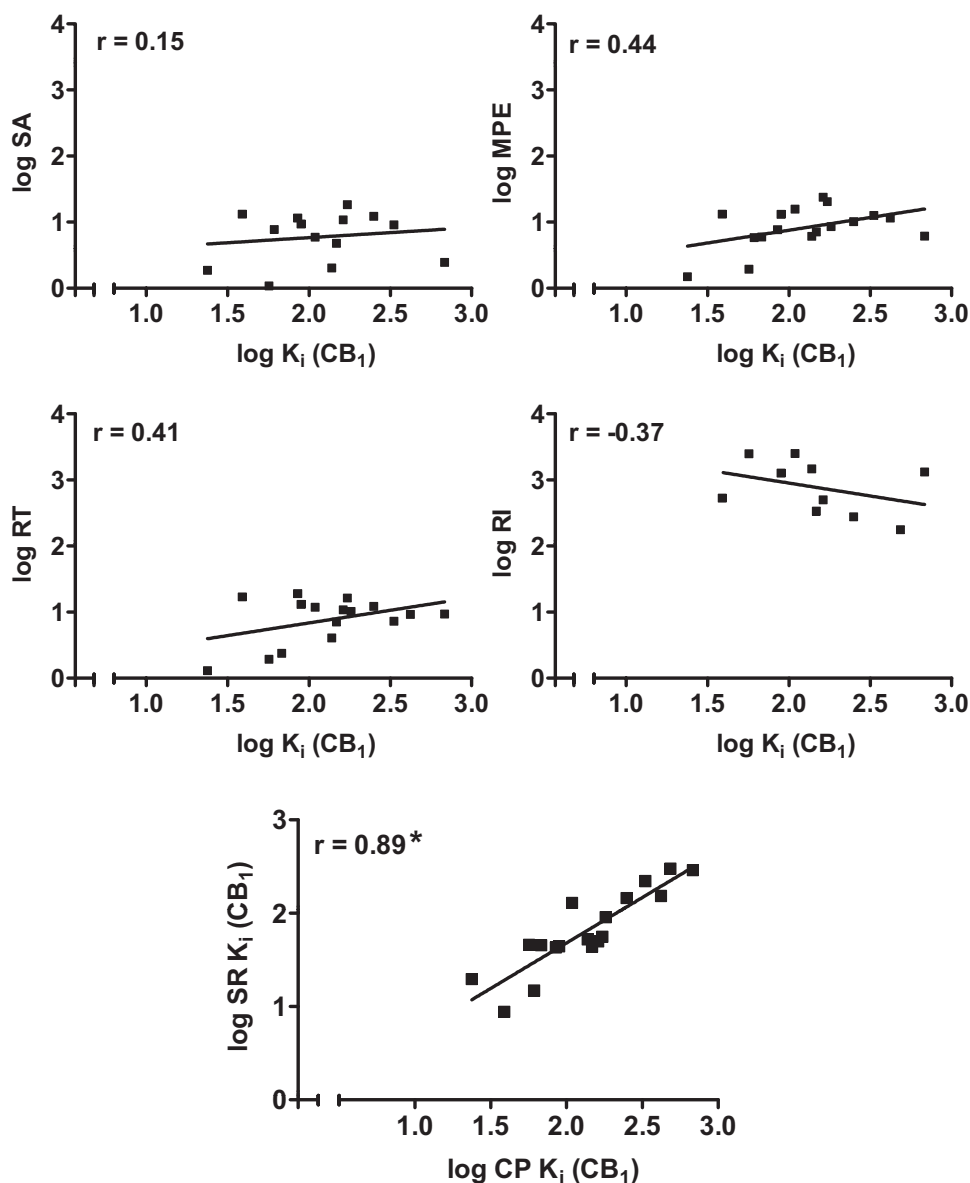 r = 0.15
4
3
2
1
0
log SA
1.0 1.5 2.0 2.5 3.0
log Ki (CB1)
r = 0.44
4
3
2
1
0
log MPE
1.0 1.5 2.0 2.5 3.0
log Ki (CB1)
r = 0.41
4
3
2
1
0
log RT
1.0 1.5 2.0 2.5 3.0
log Ki (CB1)
r = -0.37
4
3
2
1
0
log RI
1.0 1.5 2.0 2.5 3.0
log Ki (CB1)
r = 0.89*
3
2
1
0
log SR Ki (CB1)
1.0 1.5 2.0 2.5 3.0
log CP Ki (CB1)